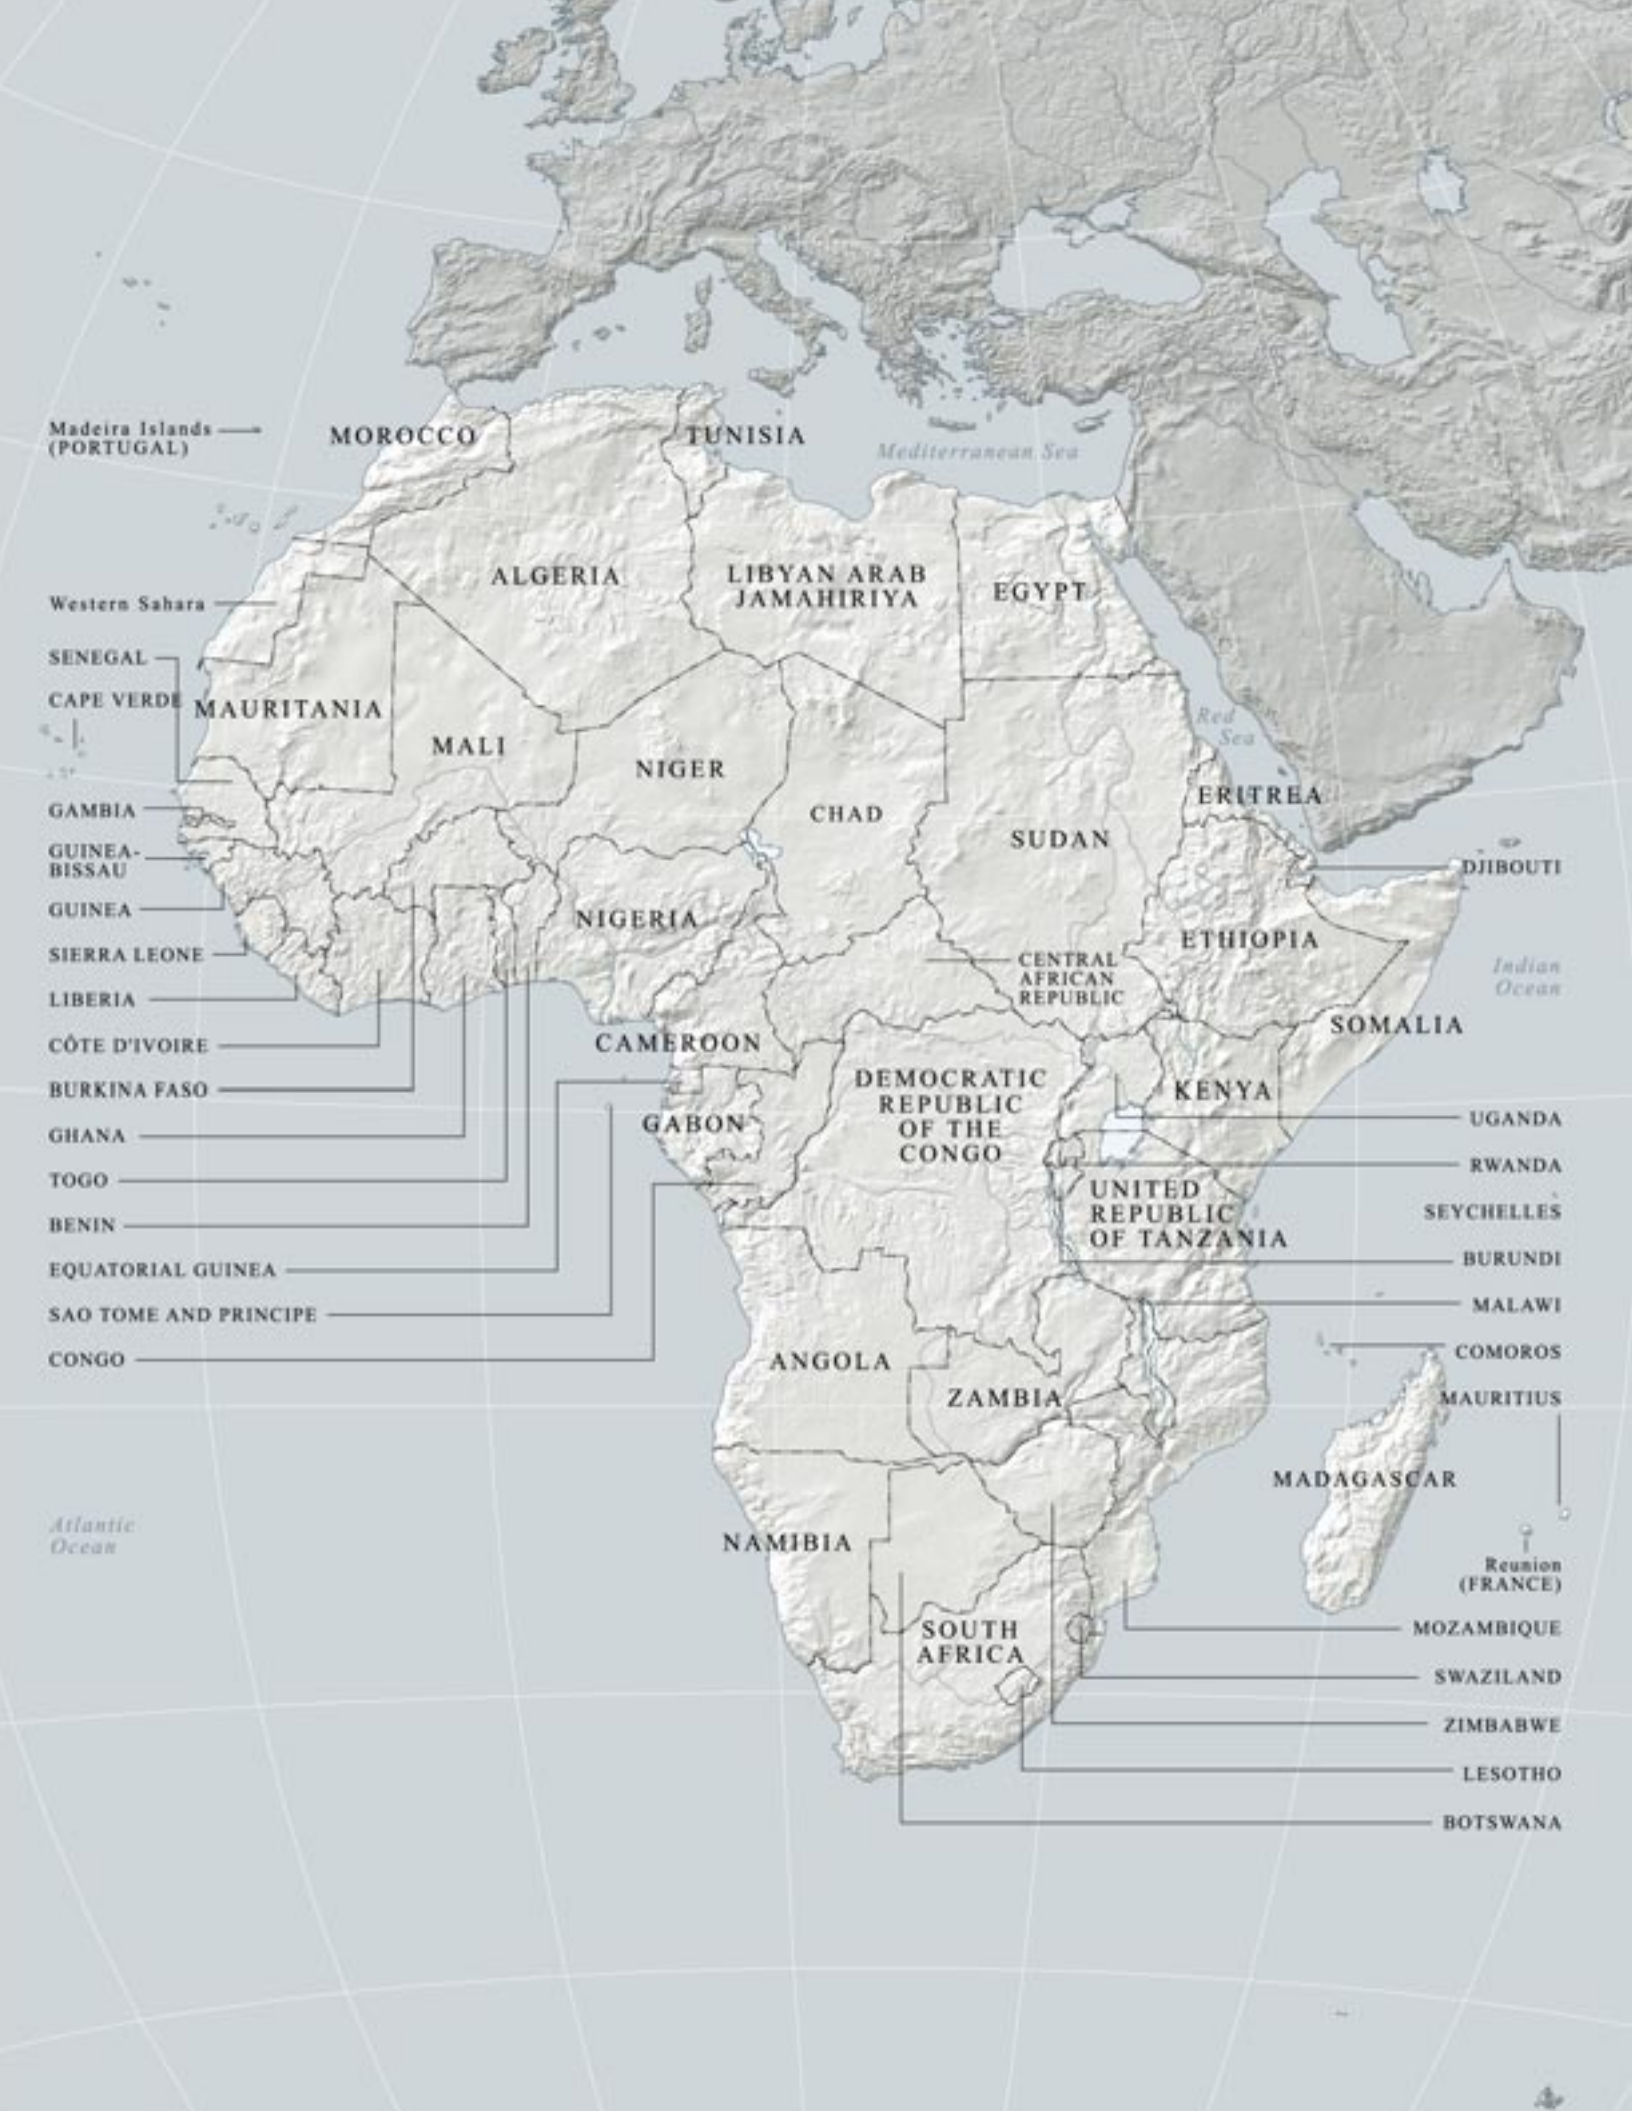 Madeira Islands
(PORTUGAL)
MOROCCO
TUNISIA
Mediterranean Sea
ALGERIA
LIBYAN ARAB
JAMAHIRIYA
EGYPT
Western Sahara
SENEGAL
CAPE VERDE
MAURITANIA
MALI
NIGER
CHAD
SUDAN
Red
Sea
ERITREA
GAMBIA
GUINEA-
BISSAU
GUINEA
SIERRA LEONE
LIBERIA
CÔTE D'IVOIRE
BURKINA FASO
GHANA
TOGO
BENIN
EQUATORIAL GUINEA
SAO TOME AND PRINCIPE
CONGO
NIGERIA
CENTRAL
AFRICAN
REPUBLIC
ETHIOPIA
DJIBOUTI
Indian
Ocean
SOMALIA
CAMEROON
GABON
DEMOCRATIC
REPUBLIC
OF THE
CONGO
KENYA
UGANDA
RWANDA
UNITED
REPUBLIC
OF TANZANIA
SEYCHELLES
BURUNDI
MALAWI
COMOROS
MAURITIUS
ANGOLA
ZAMBIA
MADAGASCAR
Atlantic
Ocean
NAMIBIA
Reunion
(FRANCE)
SOUTH
AFRICA
MOZAMBIQUE
SWAZILAND
ZIMBABWE
LESOTHO
BOTSWANA